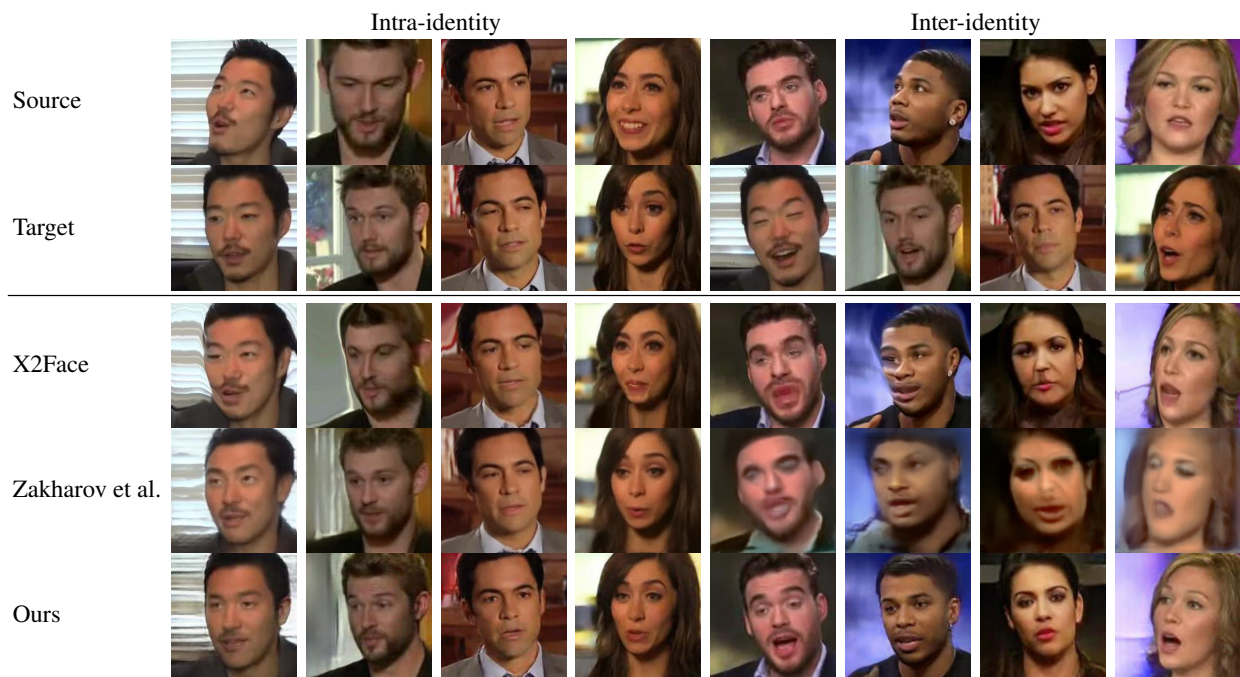 Intra-identity Inter-identity
Source
Target
X2Face
Zakharov et al.
Ours